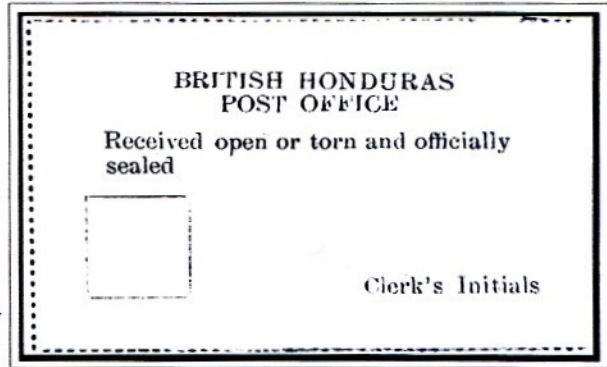 BRITISH HONDURAS
POST OFFICE
Received open or torn and officially
sealed
Clerk's Initials